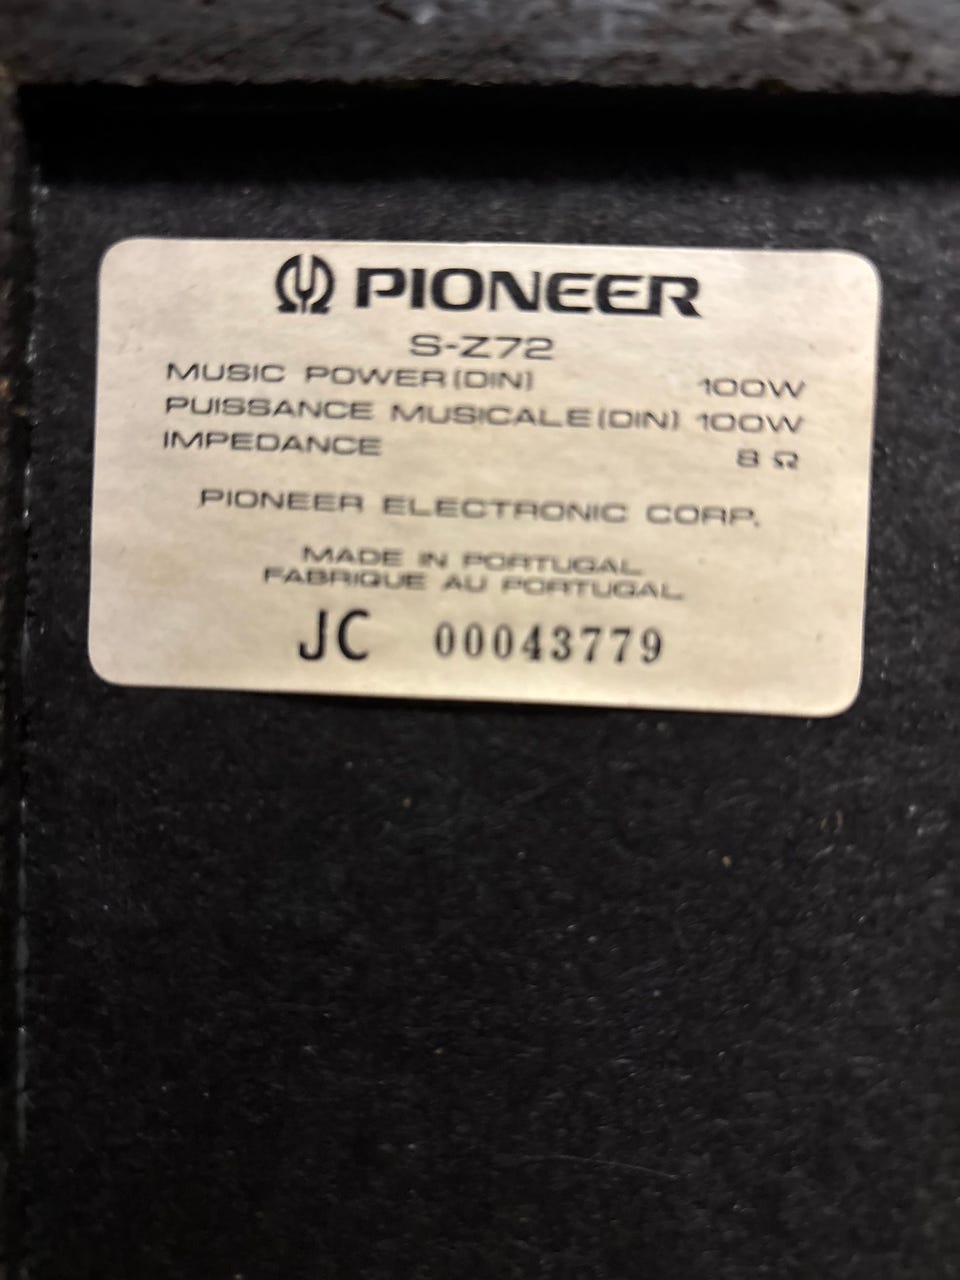 PIONEER
S-Z72
MUSIC POWER (DIN) 100W
PUISSANCE MUSICALE (DIN) 100W
IMPEDANCE 8 Ω
PIONEER ELECTRONIC CORP.
MADE IN PORTUGAL
FABRIQUE AU PORTUGAL
JC 00043779